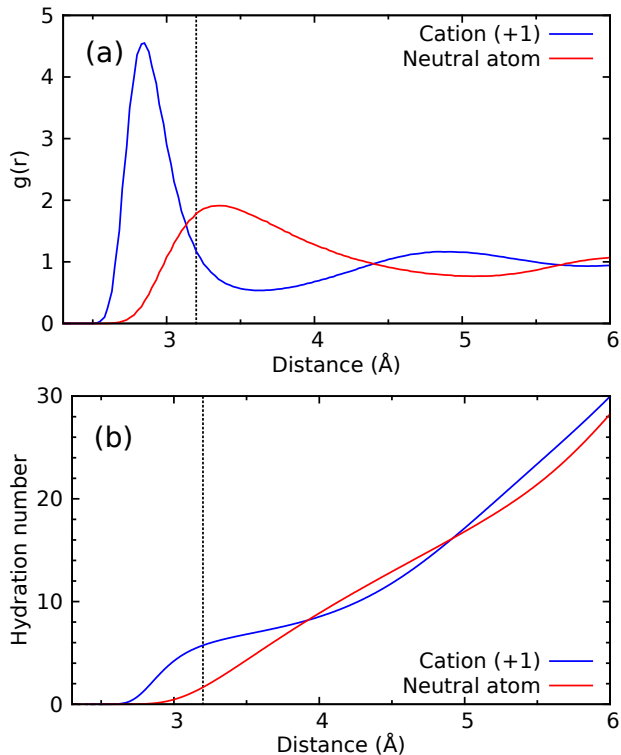 (a)
Cation (+1)
Neutral atom
g(r)
5
4
3
2
1
0
3 4 5 6
Distance (Å)
(b)
Hydration number
30
20
10
0
Cation (+1)
Neutral atom
3 4 5 6
Distance (Å)